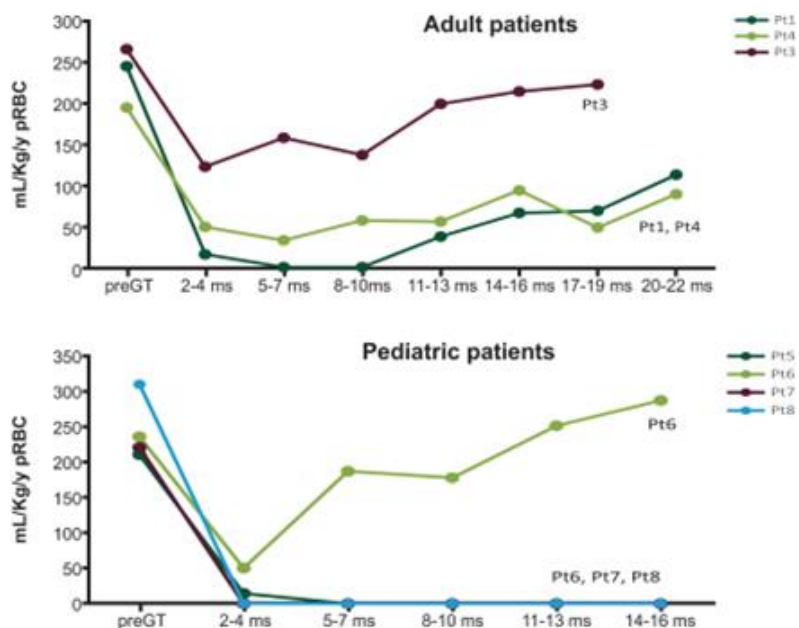 Adult patients
Pt1
Pt4
Pt3
mL/Kg/y pRBC
300
250
200
150
100
50
0
Pt3
Pt1, Pt4
preGT 2-4 ms 5-7 ms 8-10ms 11-13 ms 14-16 ms 17-19 ms 20-22 ms
Pediatric patients
Pt5
Pt6
Pt7
Pt8
mL/Kg/y pRBC
350
300
250
200
150
100
50
0
Pt6
Pt6, Pt7, Pt8
preGT 2-4 ms 5-7 ms 8-10 ms 11-13 ms 14-16 ms